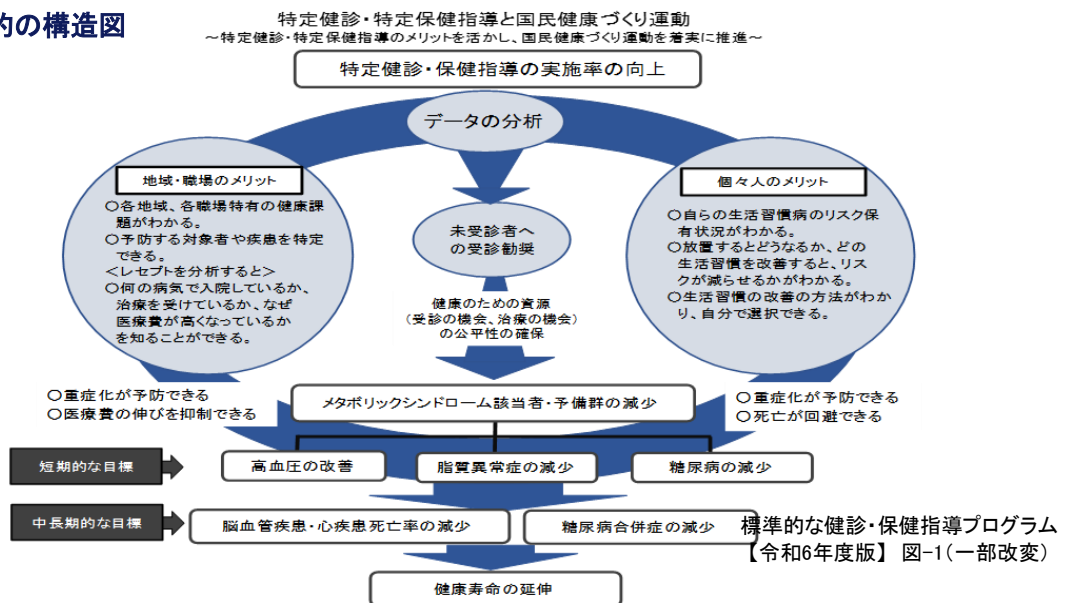 的の構造図
特定健診・特定保健指導と国民健康づくり運動
～特定健診・特定保健指導のメリットを活かし、国民健康づくり運動を着実に推進～
特定健診・保健指導の実施率の向上
データの分析
地域・職場のメリット
○各地域、各職場特有の健康課
題がわかる。
○予防する対象者や疾患を特定
できる。
＜レセプトを分析すると＞
○何の病気で入院しているか、
治療を受けているか、なぜ
医療費が高くなっているか
を知ることができる。
未受診者へ
の受診勧奨
個々人のメリット
○自らの生活習慣病のリスク保
有状況がわかる。
○放置するとどうなるか、どの
生活習慣を改善すると、リス
クが減らせるかがわかる。
○生活習慣の改善の方法がわか
り、自分で選択できる。
健康のための資源
（受診の機会、治療の機会）
の公平性の確保
○重症化が予防できる
○医療費の伸びを抑制できる
メタボリックシンドローム該当者・予備群の減少
○重症化が予防できる
○死亡が回避できる
短期的な目標
高血圧の改善
脂質異常症の減少
糖尿病の減少
中長期的な目標
脳血管疾患・心疾患死亡率の減少
糖尿病合併症の減少
標準的な健診・保健指導プログラム
【令和6年度版】 図-1（一部改変）
健康寿命の延伸